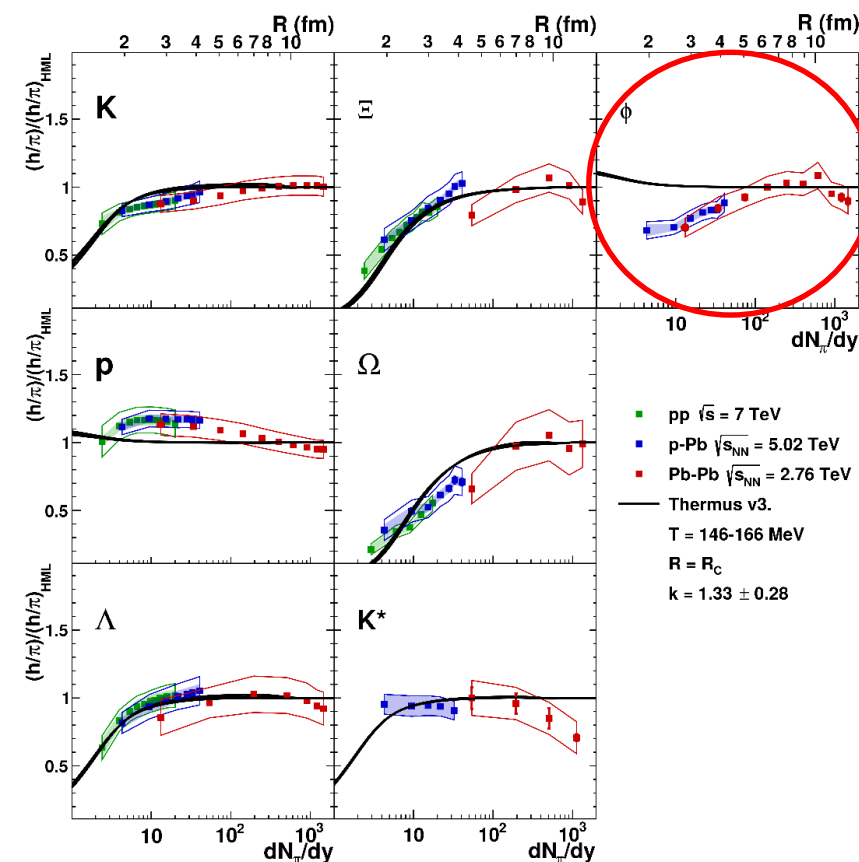 R (fm) R (fm) R (fm)
2 3 4 5 6 7 8 10 2 3 4 5 6 7 8 10 2 3 4 5 6 7 8 10
(h/π)/(h/π)HML
1.5
1
0.5
K
Ξ
ϕ
10 10² 10³
dNπ/dy
(h/π)/(h/π)HML
1.5
1
0.5
p
Ω
pp √s = 7 TeV
p-Pb √sNN = 5.02 TeV
Pb-Pb √sNN = 2.76 TeV
Thermus v3.
T = 146-166 MeV
R = RC
k = 1.33 ± 0.28
(h/π)/(h/π)HML
1.5
1
0.5
Λ
K*
10 10² 10³ 10 10² 10³
dNπ/dy dNπ/dy